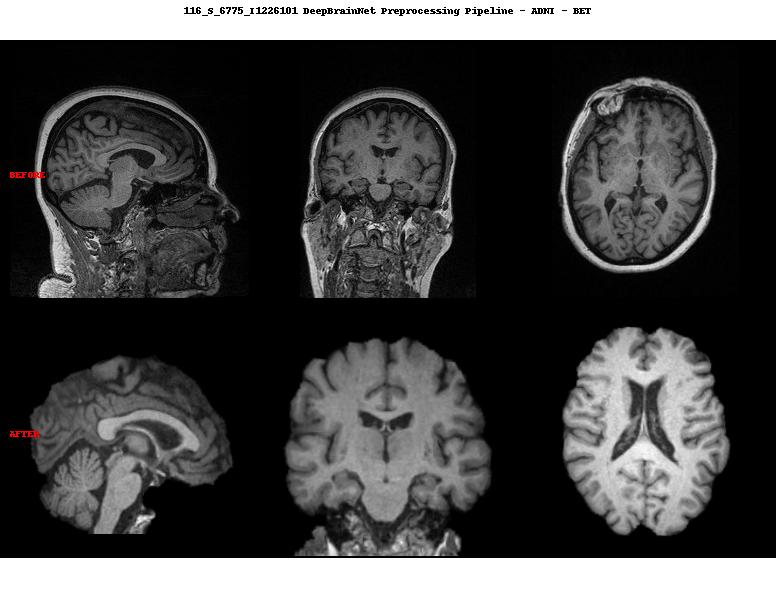 116_S_6775_I1226101 DeepBrainNet Preprocessing Pipeline - ADNI - BET
BEFORE
AFTER